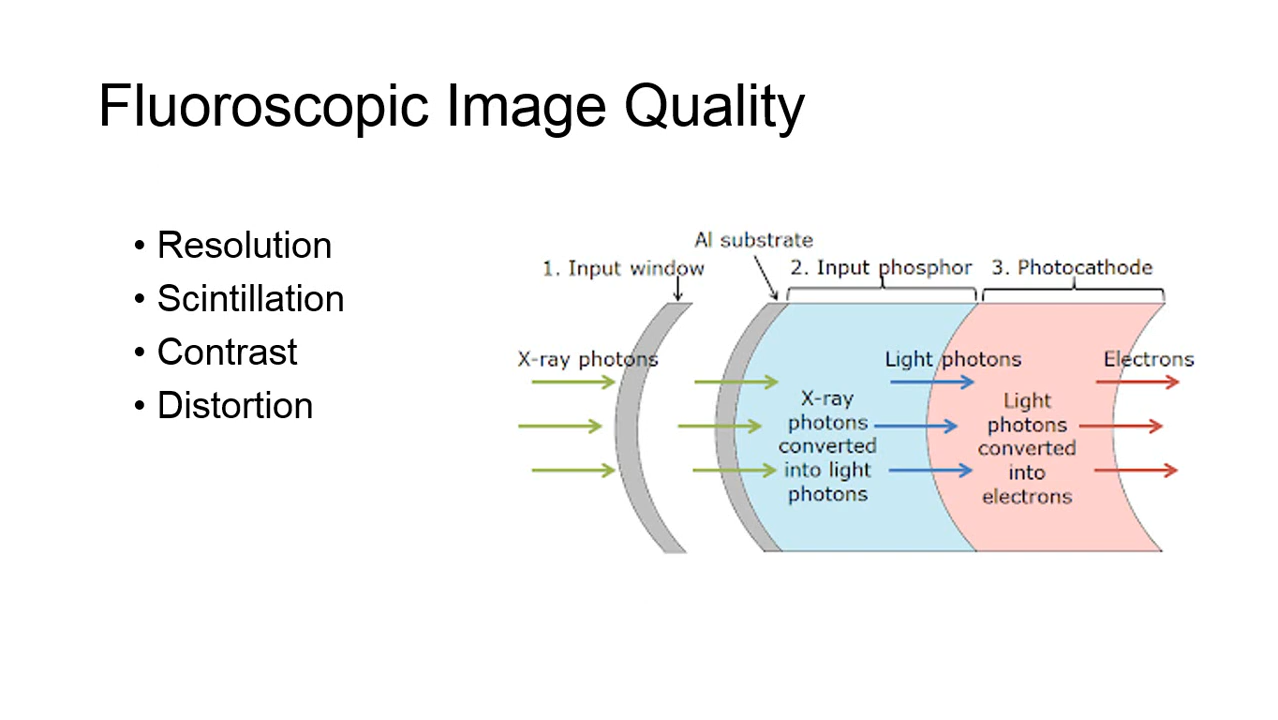 Fluoroscopic Image Quality
• Resolution
• Scintillation
• Contrast
• Distortion
Al substrate
1. Input window
2. Input phosphor
3. Photocathode
X-ray photons
Light photons
Electrons
X-ray
photons
converted
into light
photons
Light
photons
converted
into
electrons